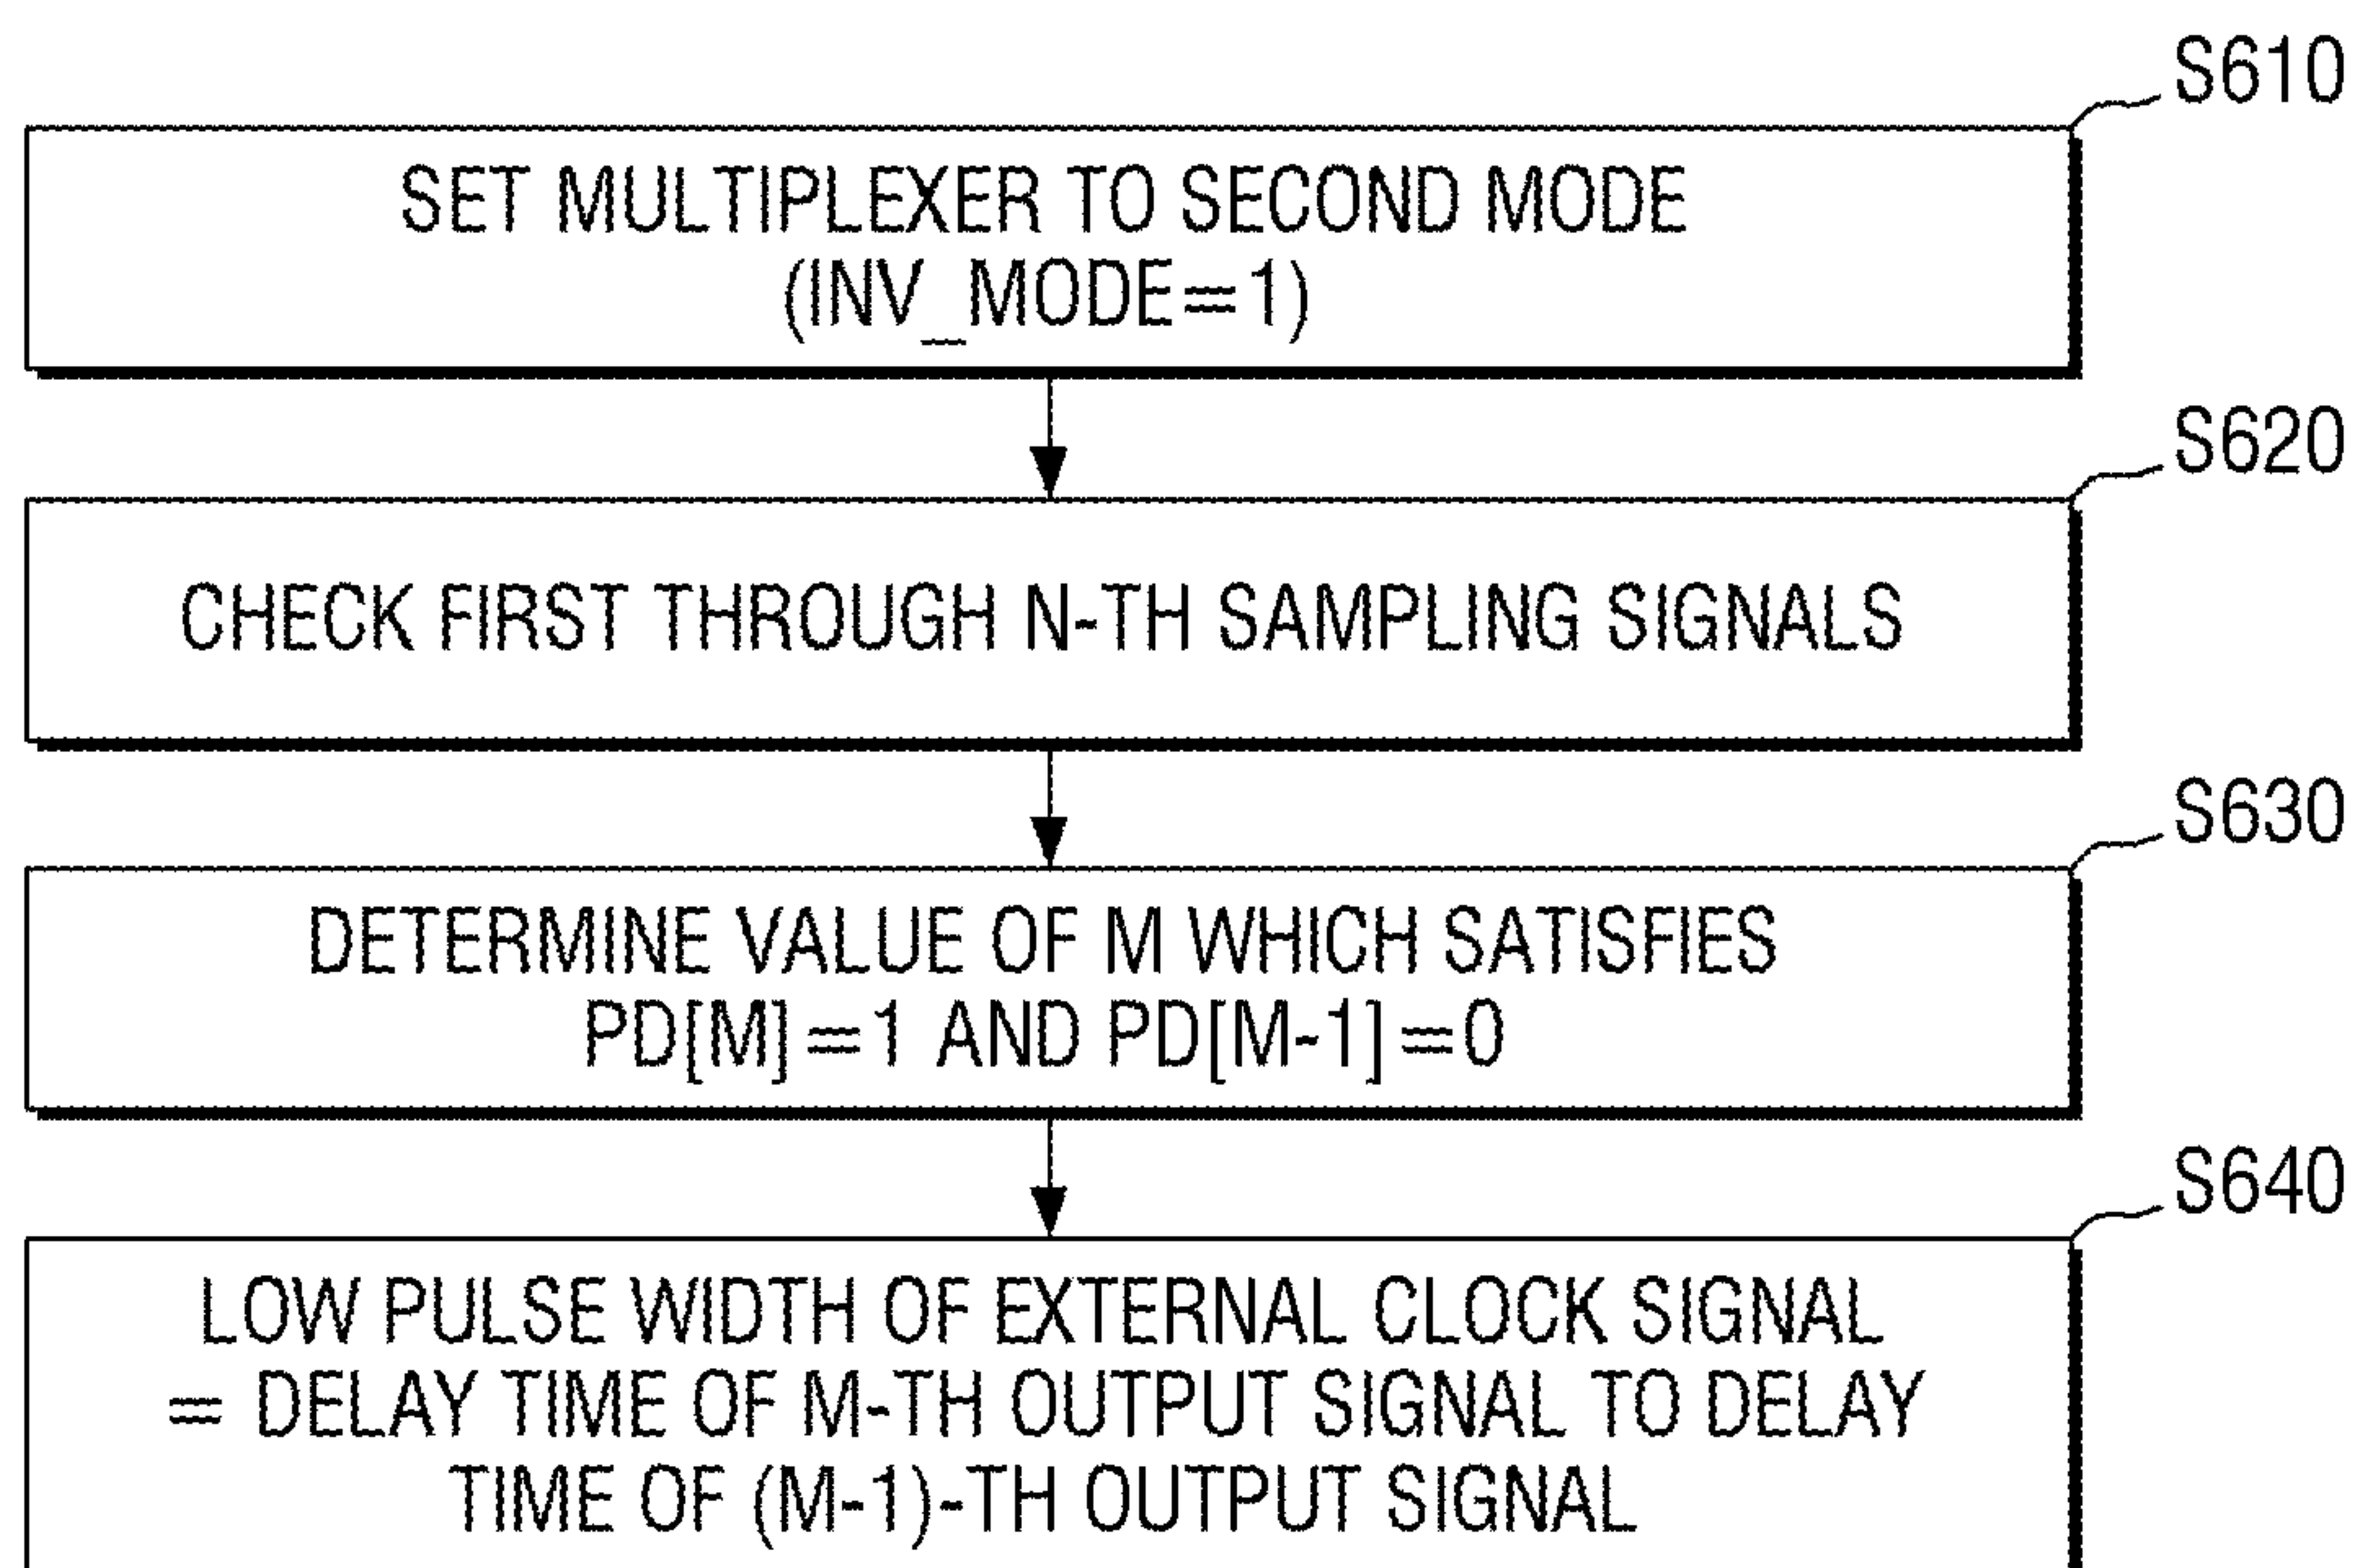 S610
SET MULTIPLEXER TO SECOND MODE
(INV_MODE=1)
S620
CHECK FIRST THROUGH N-TH SAMPLING SIGNALS
S630
DETERMINE VALUE OF M WHICH SATISFIES
PD[M]=1 AND PD[M-1]=0
S640
LOW PULSE WIDTH OF EXTERNAL CLOCK SIGNAL
= DELAY TIME OF M-TH OUTPUT SIGNAL TO DELAY
TIME OF (M-1)-TH OUTPUT SIGNAL